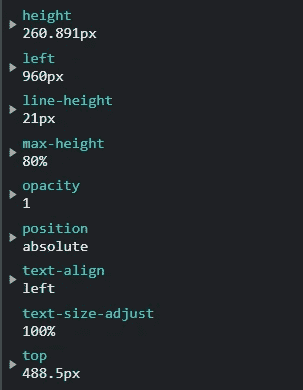 height
260.891px
left
960px
line-height
21px
max-height
80%
opacity
1
position
absolute
text-align
left
text-size-adjust
100%
top
488.5px